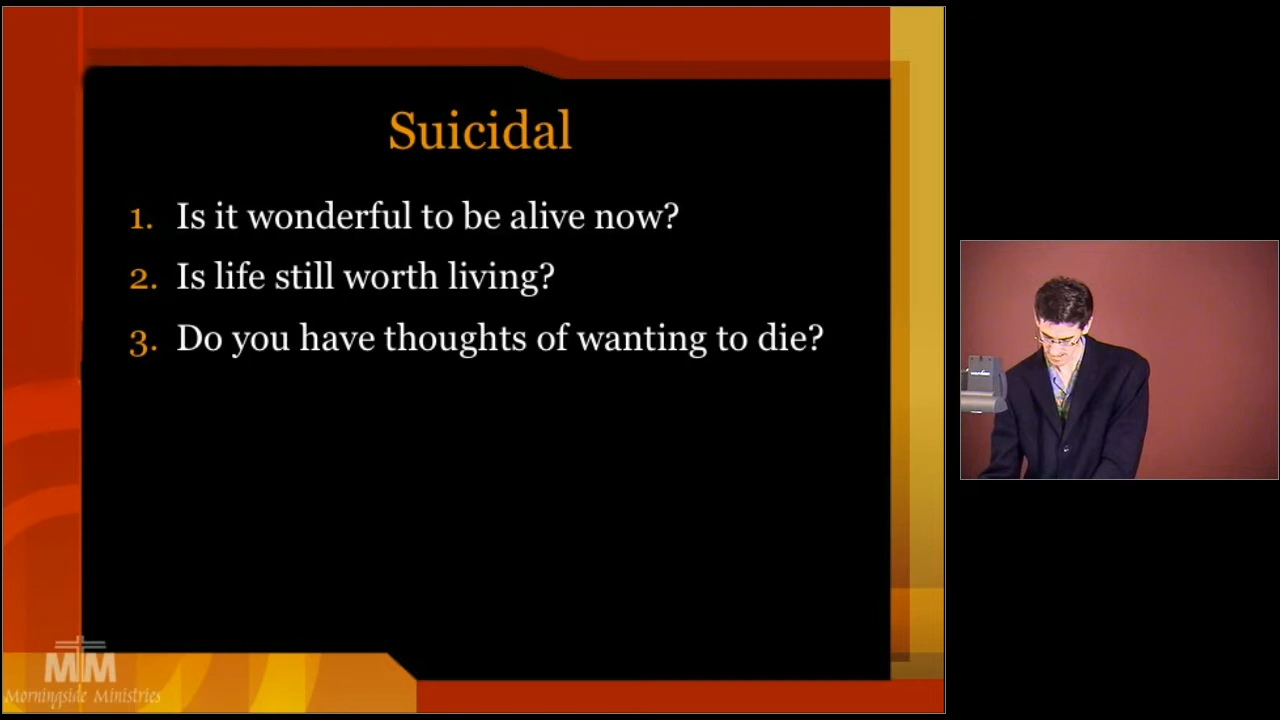 Suicidal
1. Is it wonderful to be alive now?
2. Is life still worth living?
3. Do you have thoughts of wanting to die?
MM
Morningside Ministries